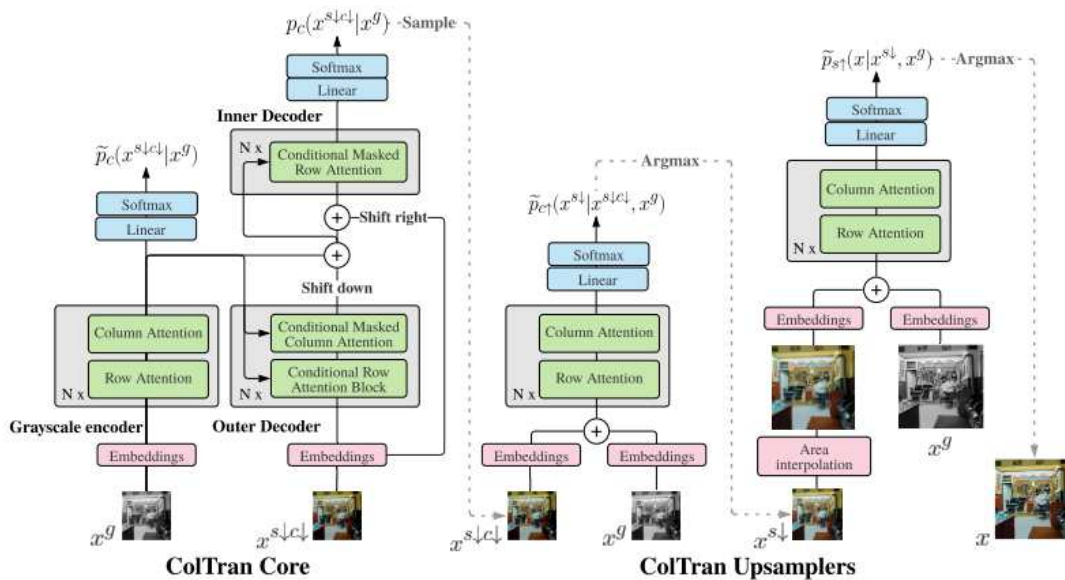 p_c(x^{s↓c↓}|x^g)
Sample
Softmax
Linear
Inner Decoder
N x
Conditional Masked
Row Attention
+
Shift right
+
Shift down
p̃_c(x^{s↓c↓}|x^g)
Softmax
Linear
Column Attention
Row Attention
N x
Grayscale encoder
Embeddings
x^g
Conditional Masked
Column Attention
Conditional Row
Attention Block
N x
Outer Decoder
Embeddings
x^{s↓c↓}
ColTran Core
Argmax
p̃_{c↑}(x^{s↓}|x^{s↓c↓}, x^g)
Softmax
Linear
Column Attention
Row Attention
N x
+
Embeddings
Embeddings
x^{s↓c↓}
x^g
p̃_{s↑}(x|x^{s↓}, x^g)
Argmax
Softmax
Linear
Column Attention
Row Attention
N x
+
Embeddings
Embeddings
x^g
Area
interpolation
x^{s↓}
x
ColTran Upsamplers